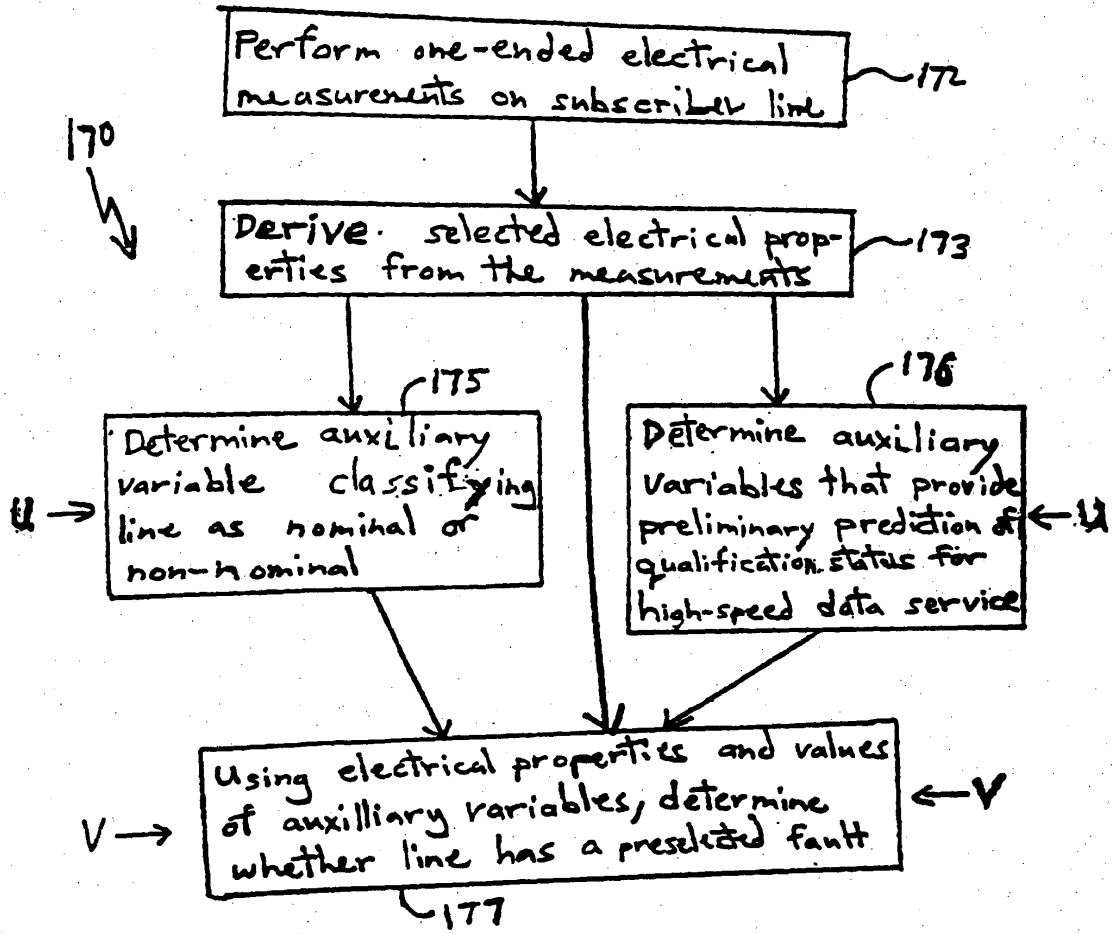 Perform one-ended electrical
measurements on subscriber line
172
170
Derive. selected electrical prop-
erties from the measurements
173
175
176
Determine auxiliary
variable classifying
line as nominal or
non-nominal
u
Determine auxiliary
variables that provide
preliminary prediction of
qualification status for
high-speed data service
u
Using electrical properties and values
of auxilliary variables, determine
whether line has a preselected fault
V
V
177